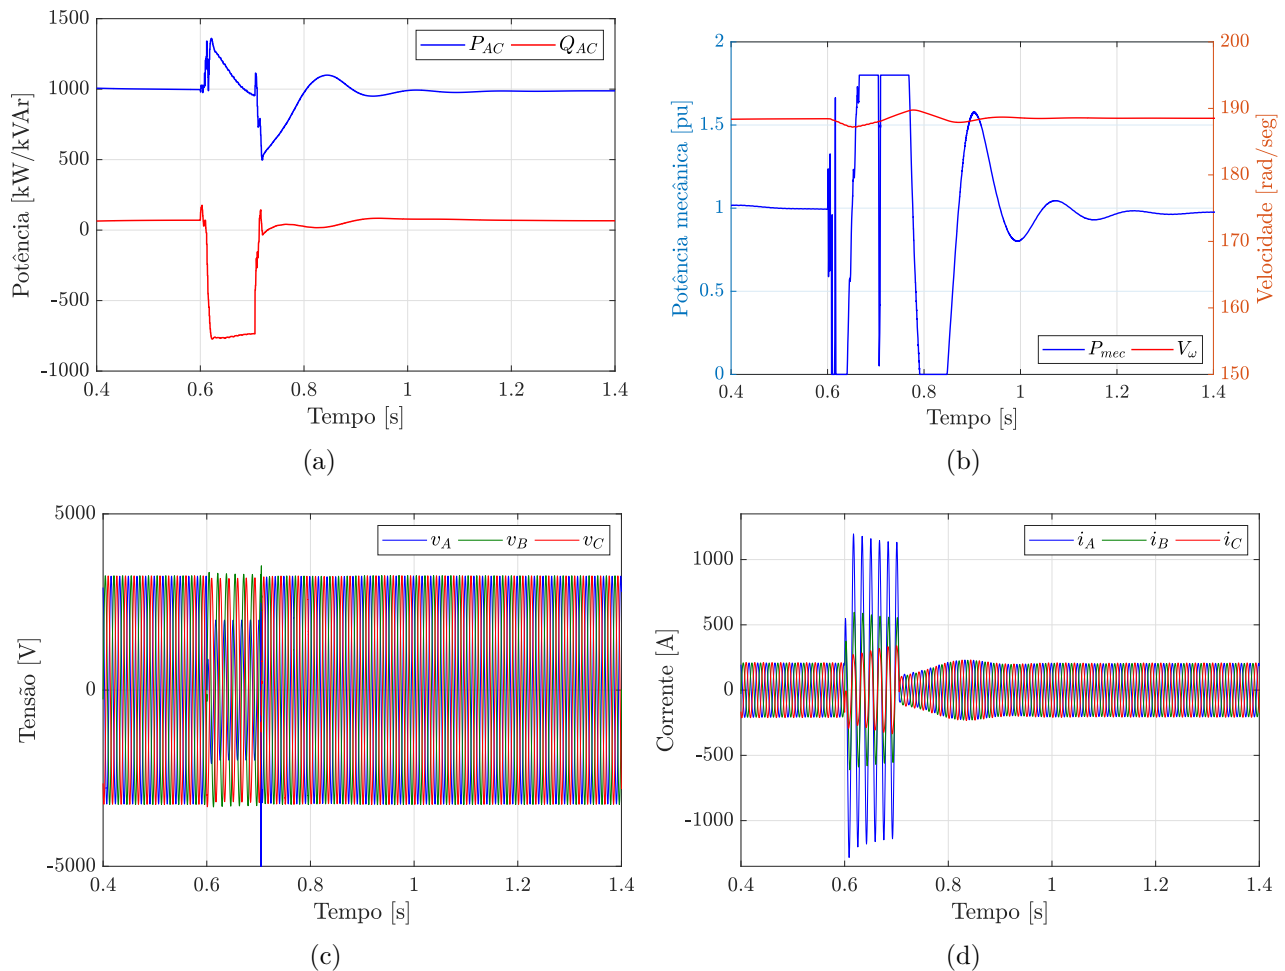 1500
1000
500
0
-500
-1000
0.4 0.6 0.8 1 1.2 1.4
Potência [kW/kVAr]
Tempo [s]
P_AC Q_AC
(a)
2
1.5
1
0.5
0
200
190
180
170
160
150
0.4 0.6 0.8 1 1.2 1.4
Potência mecânica [pu]
Velocidade [rad/seg]
Tempo [s]
P_mec V_ω
(b)
5000
0
-5000
0.4 0.6 0.8 1 1.2 1.4
Tensão [V]
Tempo [s]
v_A v_B v_C
(c)
1000
500
0
-500
-1000
0.4 0.6 0.8 1 1.2 1.4
Corrente [A]
Tempo [s]
i_A i_B i_C
(d)